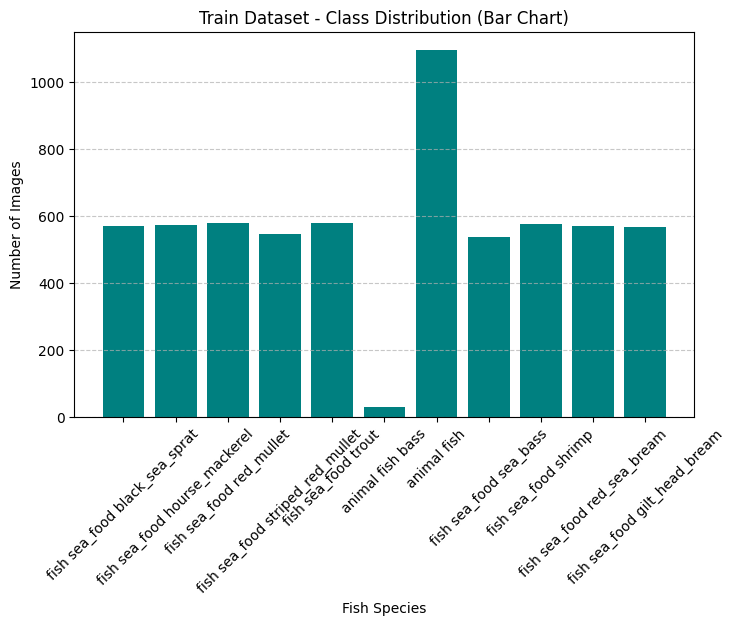 Train Dataset - Class Distribution (Bar Chart)
Number of Images
1000
800
600
400
200
0
fish sea_food black_sea_sprat
fish sea_food hourse_mackerel
fish sea_food red_mullet
fish sea_food striped_red_mullet
fish sea_food trout
animal fish bass
animal fish
fish sea_food sea_bass
fish sea_food shrimp
fish sea_food red_sea_bream
fish sea_food gilt_head_bream
Fish Species